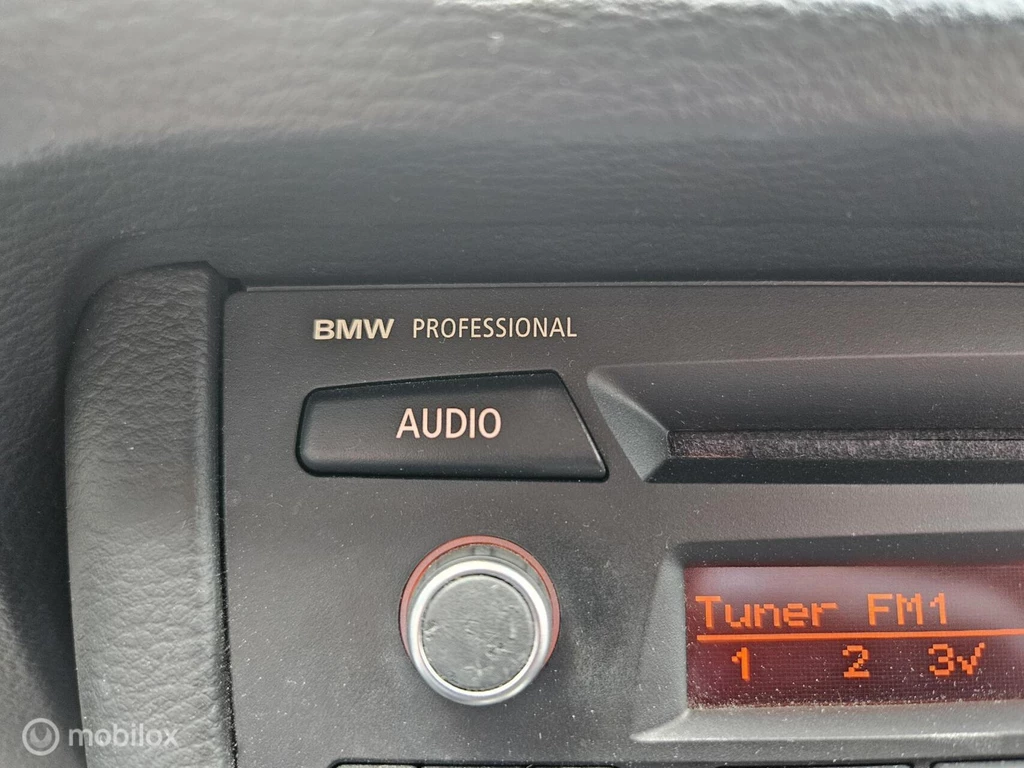 BMW PROFESSIONAL
AUDIO
Tuner FM1
1 2 3✓
mobilox